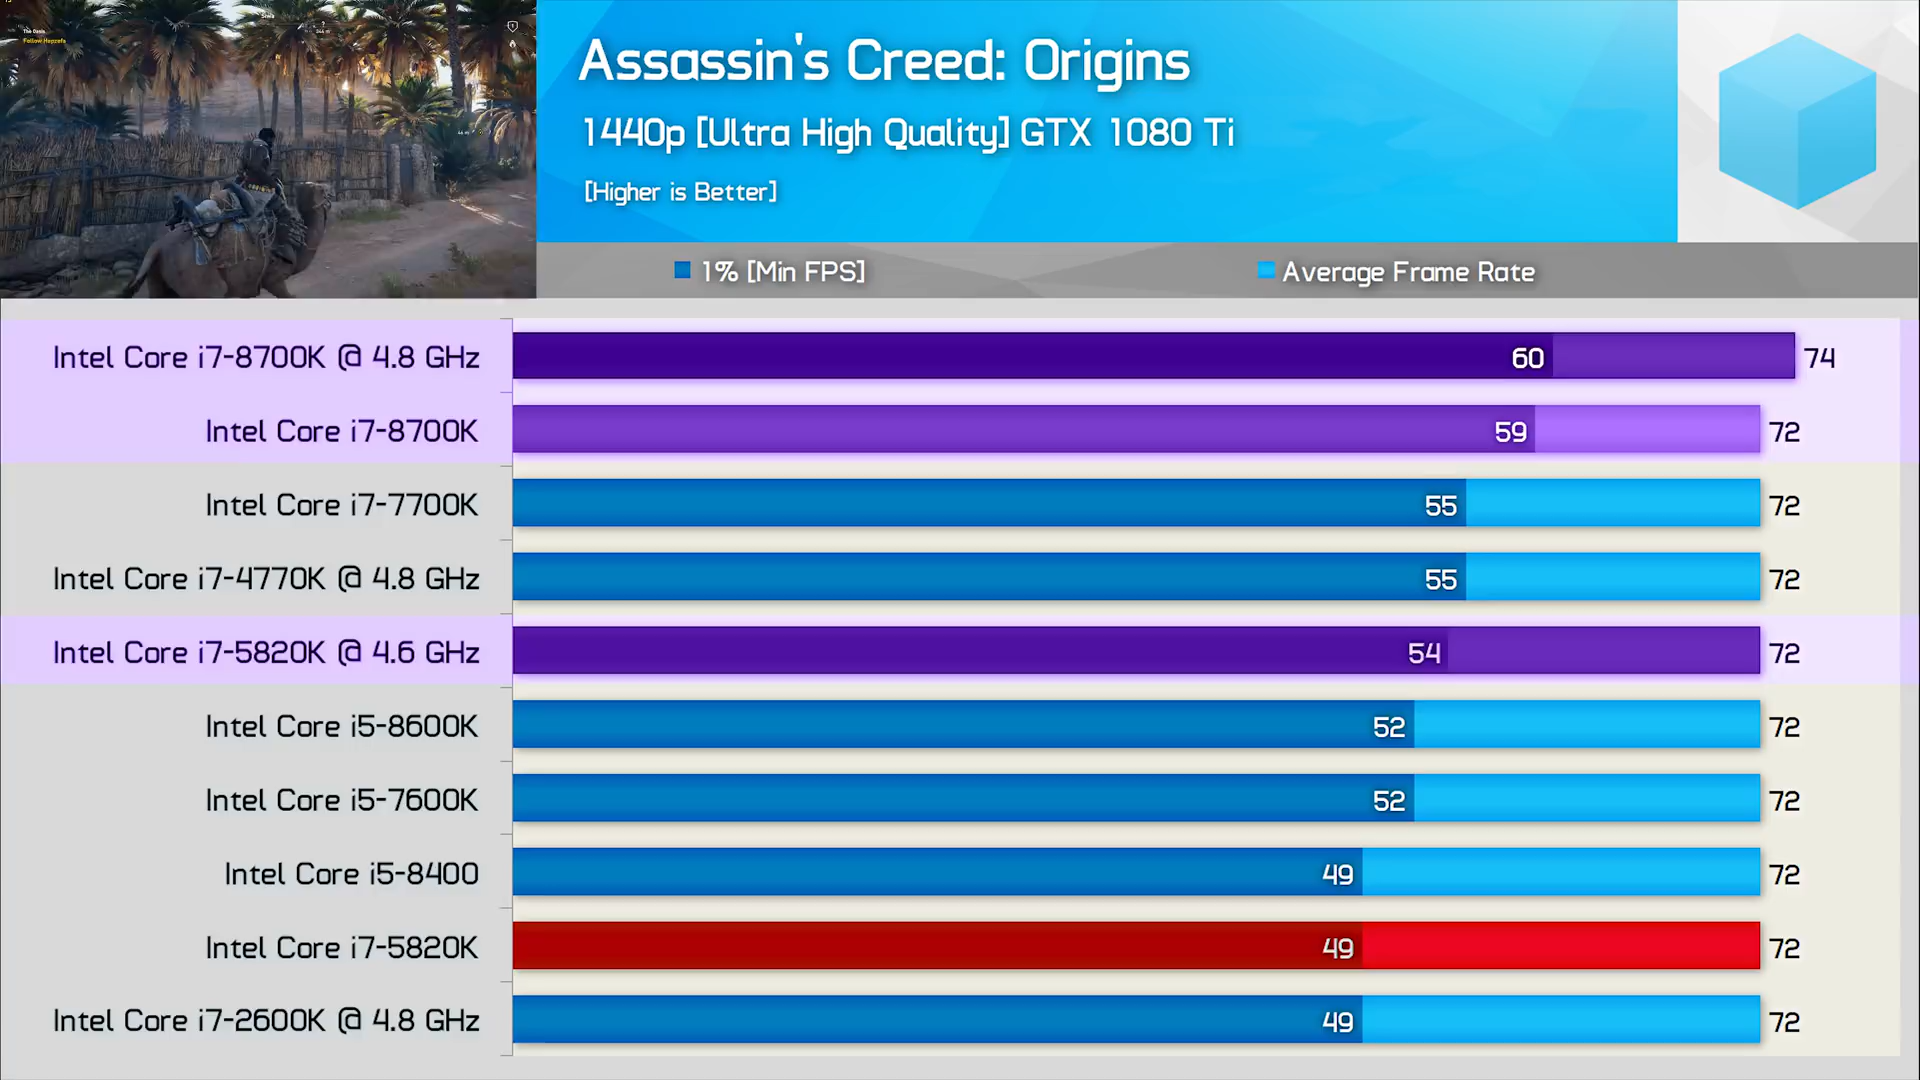 The Oasis
Follow Hepzefa
Assassin's Creed: Origins
1440p [Ultra High Quality] GTX 1080 Ti
[Higher is Better]
1% [Min FPS] Average Frame Rate
Intel Core i7-8700K @ 4.8 GHz 60 74
Intel Core i7-8700K 59 72
Intel Core i7-7700K 55 72
Intel Core i7-4770K @ 4.8 GHz 55 72
Intel Core i7-5820K @ 4.6 GHz 54 72
Intel Core i5-8600K 52 72
Intel Core i5-7600K 52 72
Intel Core i5-8400 49 72
Intel Core i7-5820K 49 72
Intel Core i7-2600K @ 4.8 GHz 49 72